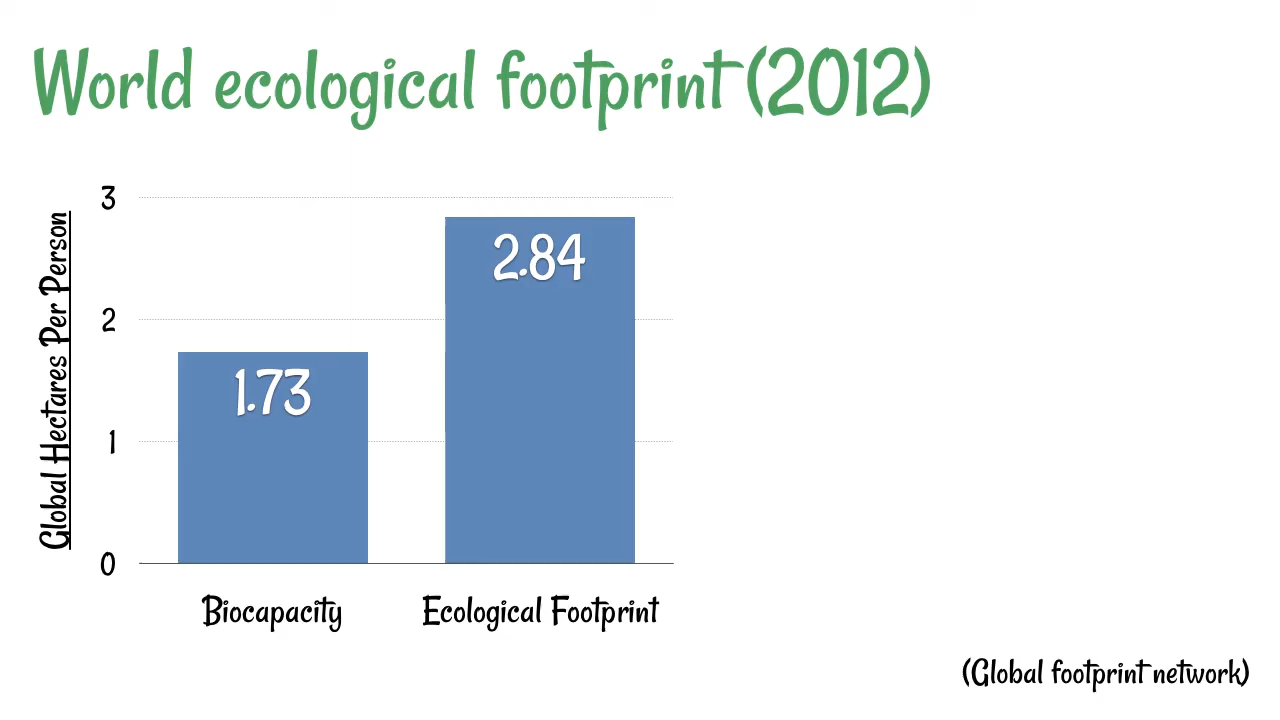 World ecological footprint (2012)
Global Hectares Per Person
3
2
1
0
1.73
2.84
Biocapacity
Ecological Footprint
(Global footprint network)